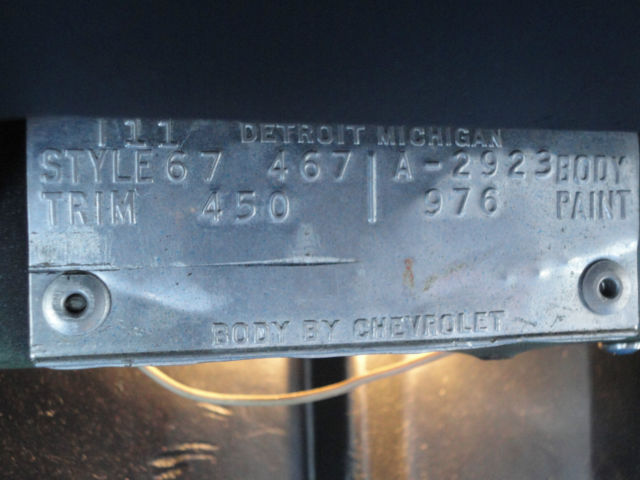 111 DETROIT MICHIGAN
STYLE 67 467 | A-2923 BODY
TRIM 450 | 976 PAINT
BODY BY CHEVROLET